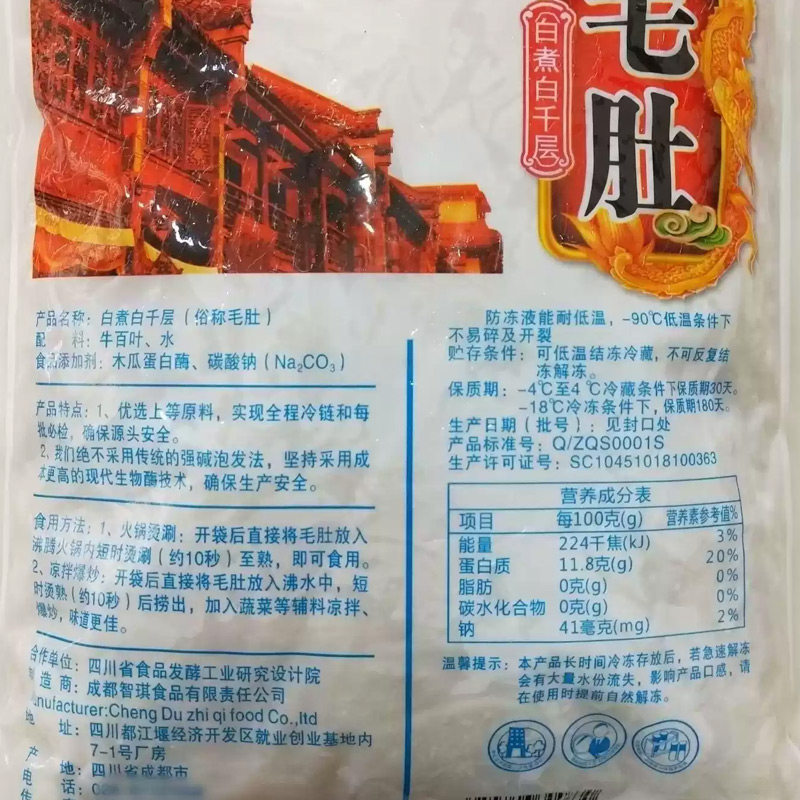 毛肚
白煮白千层
产品名称：白煮白千层（俗称毛肚）
配 料：牛百叶、水
食品添加剂：木瓜蛋白酶、碳酸钠（Na₂CO₃）
产品特点：1、优选上等原料，实现全程冷链和每
批必检，确保源头安全。
2、我们绝不采用传统的强碱泡发法，坚持采用成
本更高的现代生物酶技术，确保生产安全。
食用方法：1、火锅烫涮：开袋后直接将毛肚放入
沸腾火锅内短时烫涮（约10秒）至熟，即可食用。
2、凉拌爆炒：开袋后直接将毛肚放入沸水中，短
时烫熟（约10秒）后捞出，加入蔬菜等辅料凉拌、
爆炒，味道更佳。
合作单位：四川省食品发酵工业研究设计院
制造商：成都智琪食品有限责任公司
anufacturer:Cheng Du zhi qi food Co.,ltd
地 址：四川都江堰经济开发区就业创业基地内
7-1号厂房
产 地：四川省成都市
电 话：028
传
防冻液能耐低温，-90℃低温条件下
不易碎及开裂
贮存条件：可低温结冻冷藏，不可反复结
冻解冻。
保质期：-4℃至4℃冷藏条件下保质期30天。
-18℃冷冻条件下，保质期180天。
生产日期（批号）：见封口处
产品标准号：Q/ZQS0001S
生产许可证号：SC10451018100363
营养成分表
项目 每100克(g) 营养素参考值%
能量 224千焦(kJ) 3%
蛋白质 11.8克(g) 20%
脂肪 0克(g) 0%
碳水化合物 0克(g) 0%
钠 41毫克(mg) 2%
温馨提示：本产品长时间冷冻存放后，若急速解冻
会有大量水份流失，影响产品口感，请
在使用时提前自然解冻。